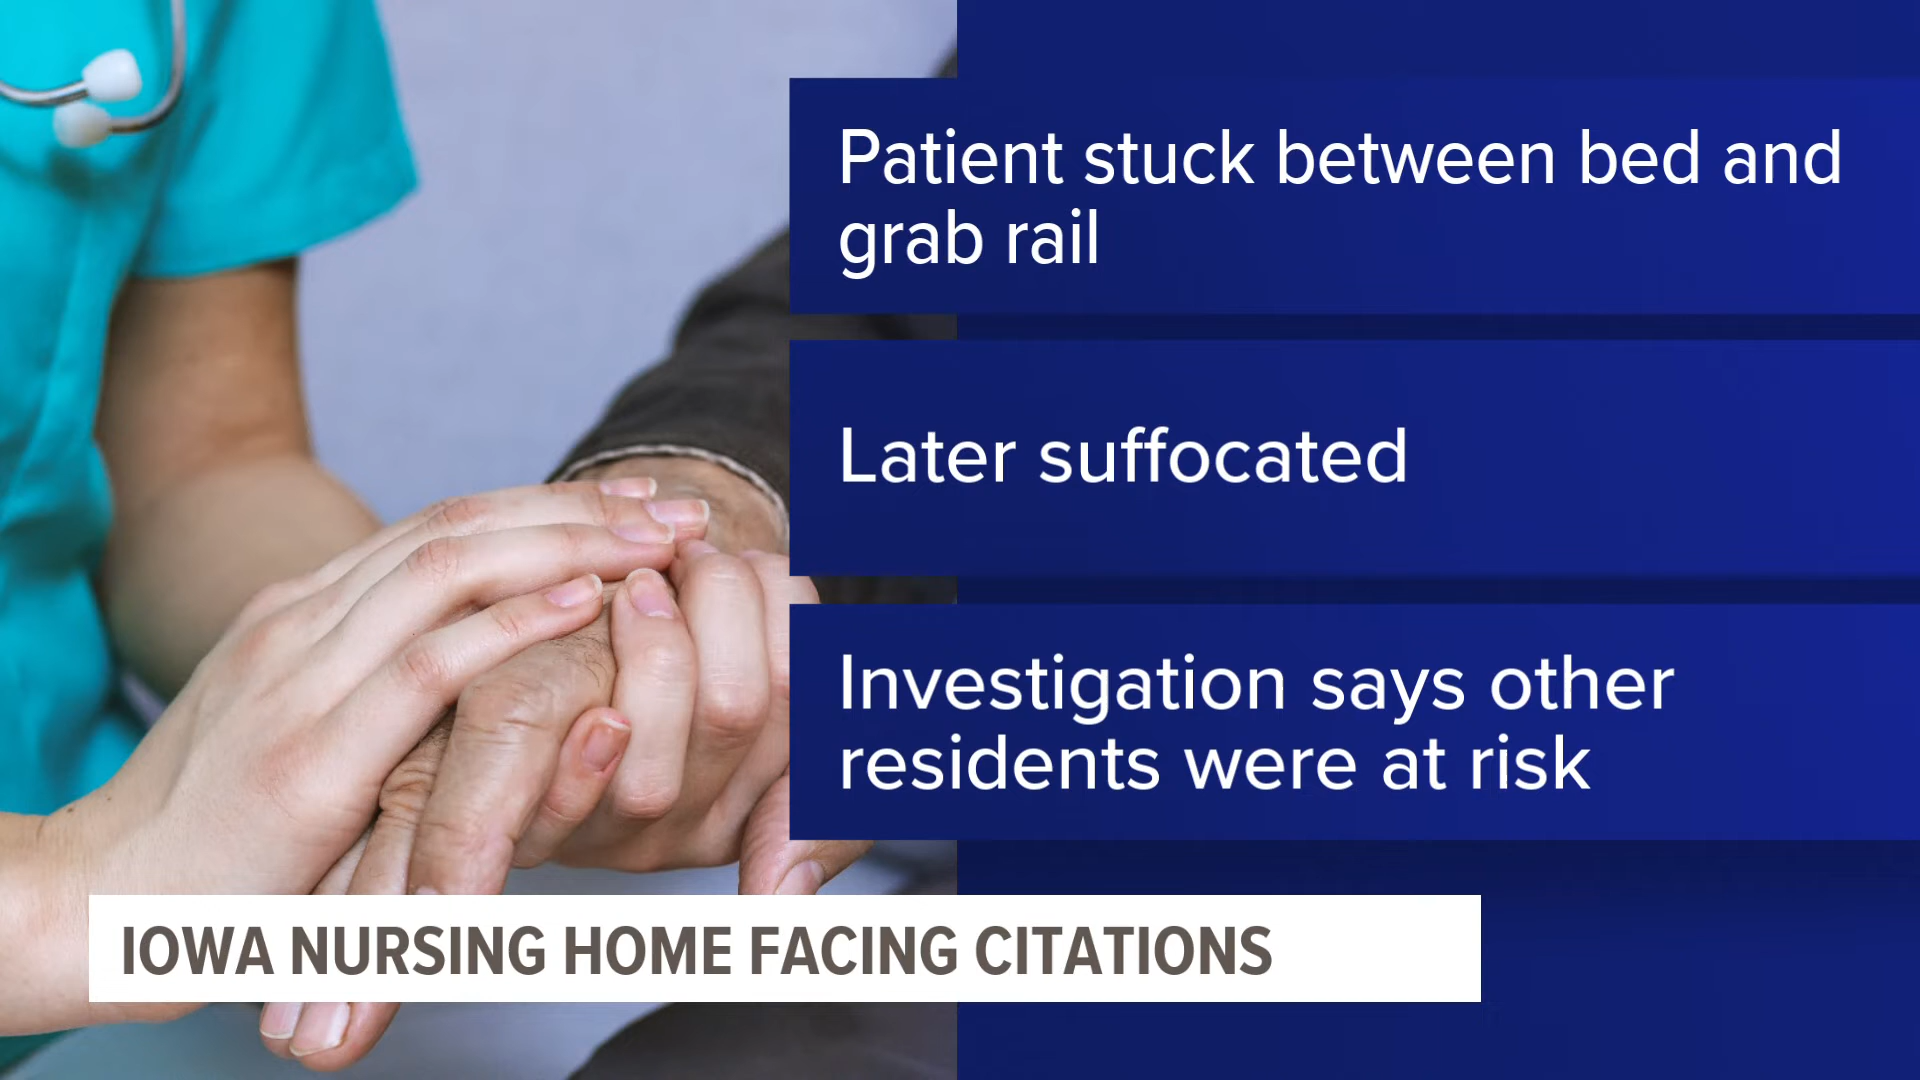 Patient stuck between bed and
grab rail
Later suffocated
Investigation says other
residents were at risk
IOWA NURSING HOME FACING CITATIONS